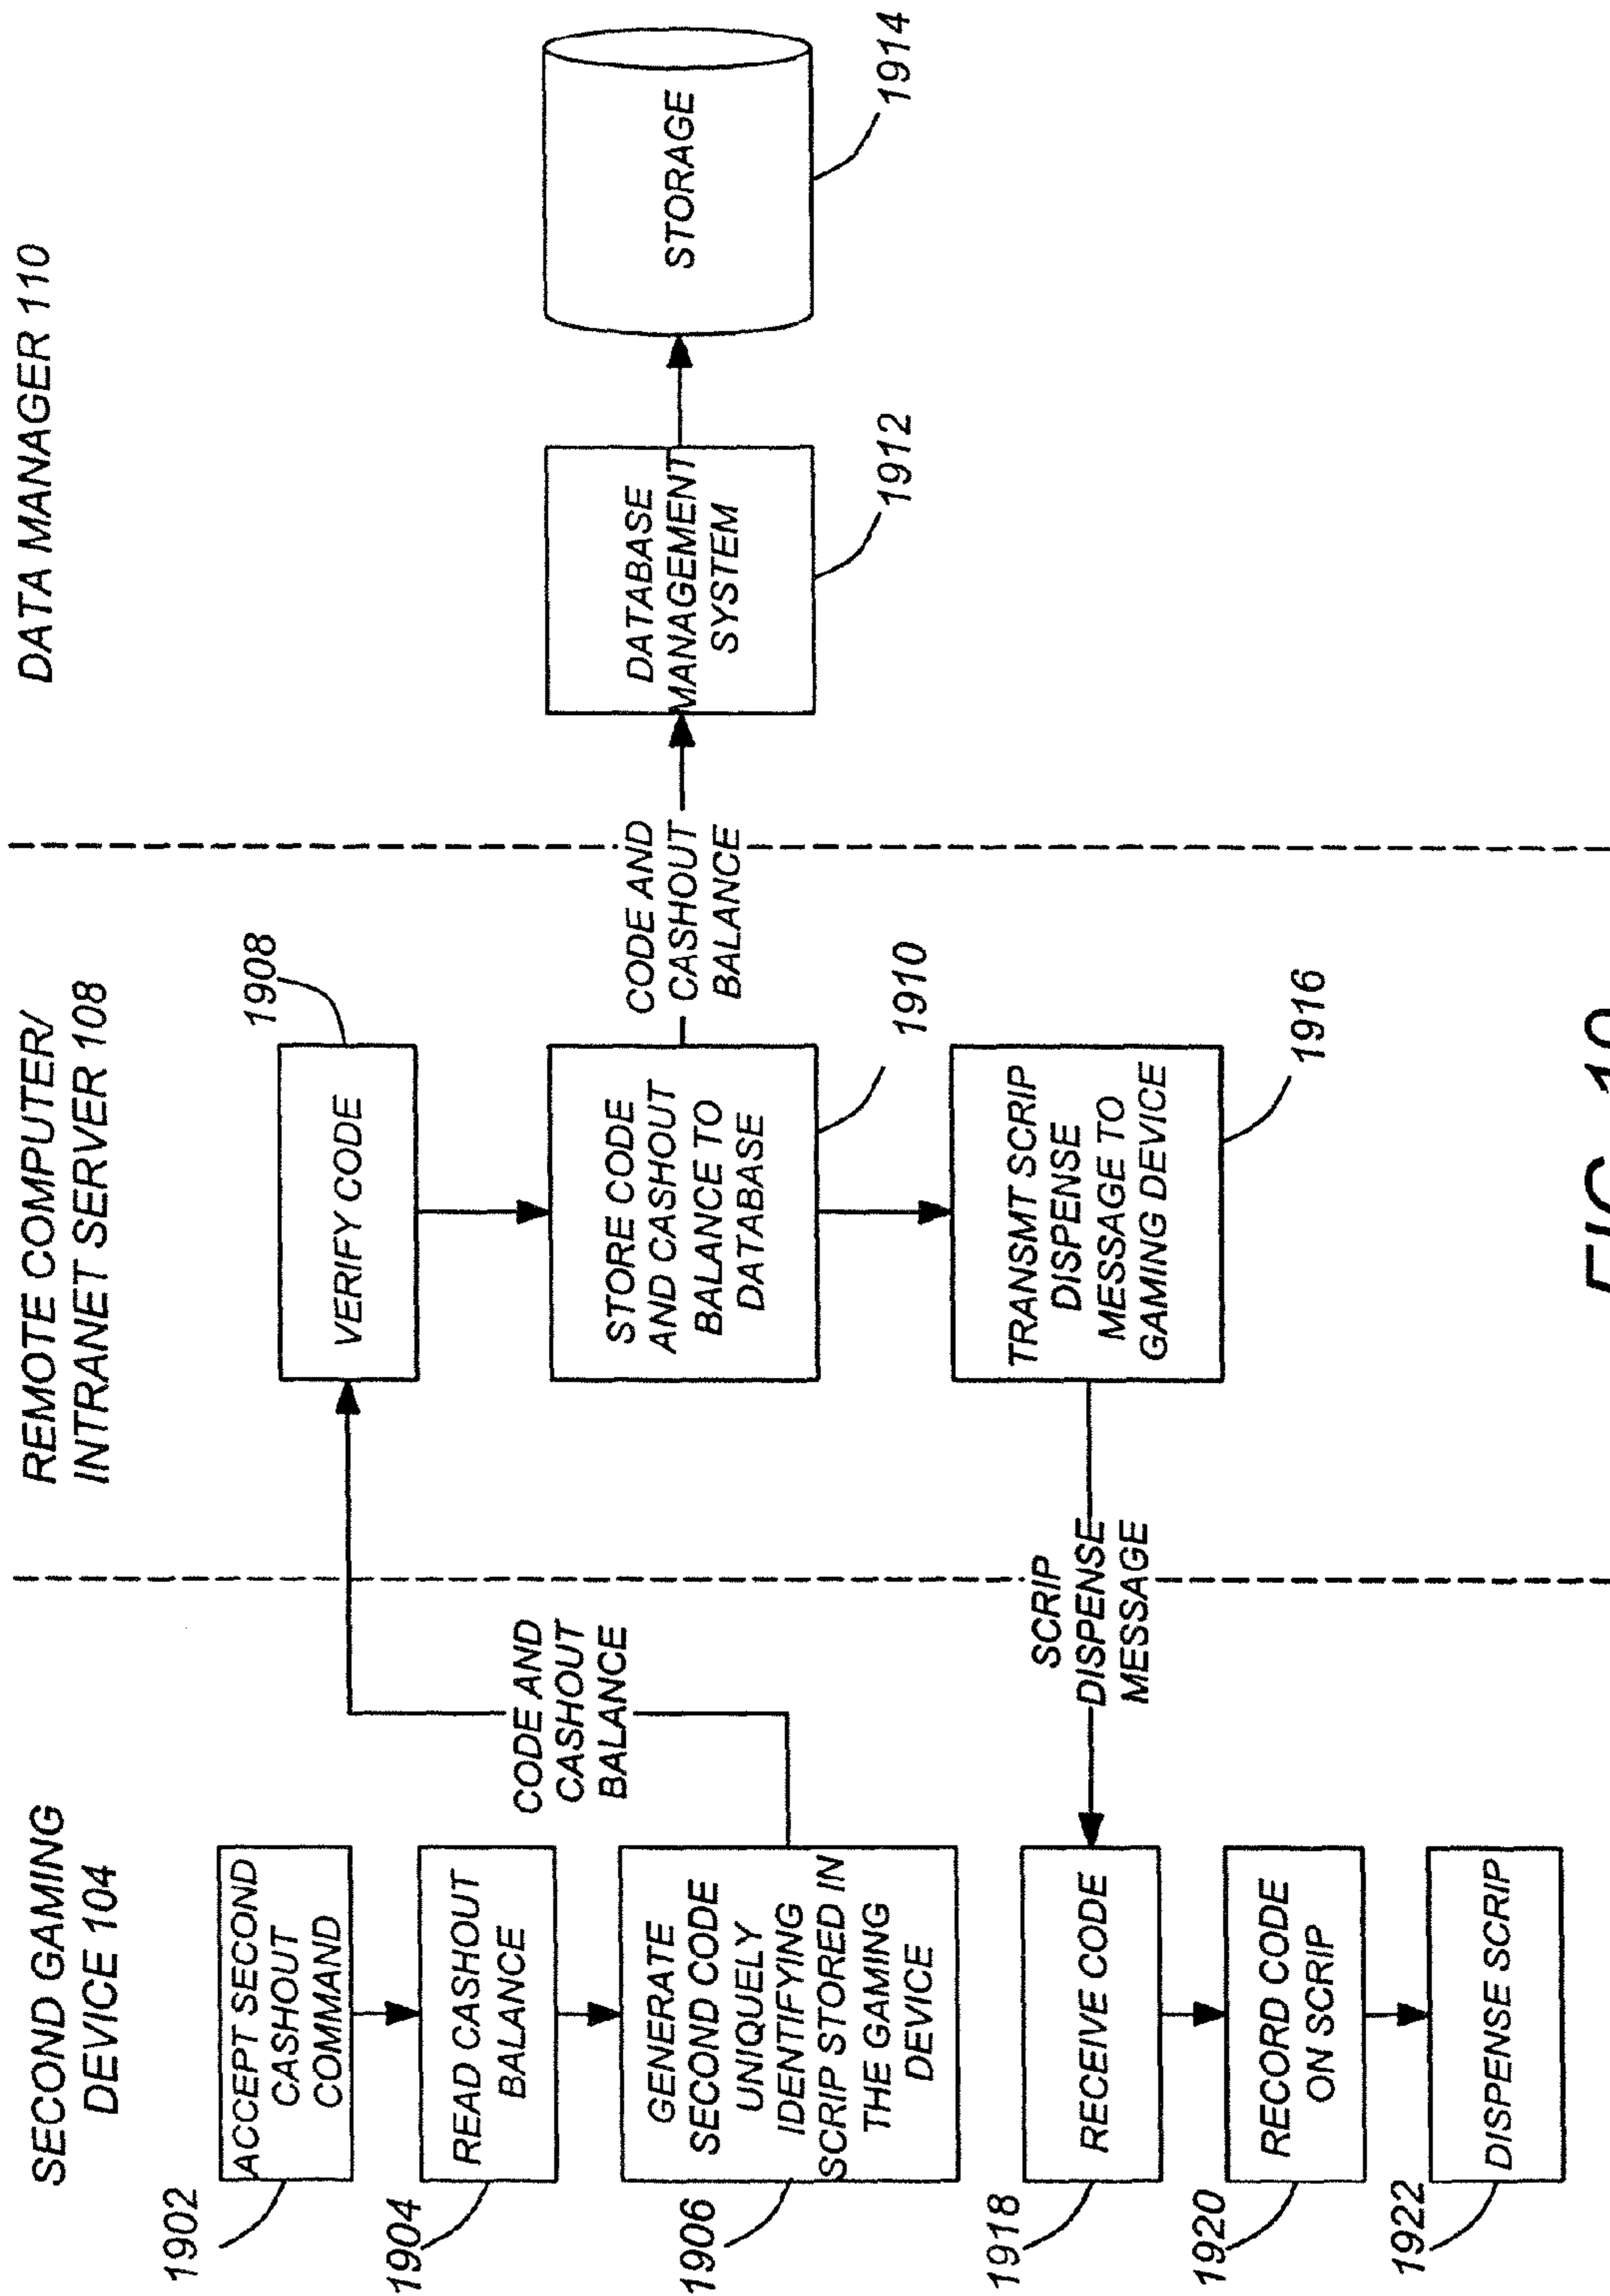 SECOND GAMING
DEVICE 104
REMOTE COMPUTER/
INTRANET SERVER 108
DATA MANAGER 110
1902
ACCEPT SECOND
CASHOUT
COMMAND
1904
READ CASHOUT
BALANCE
1906
GENERATE
SECOND CODE
UNIQUELY
IDENTIFYING
SCRIP STORED IN
THE GAMING
DEVICE
CODE AND
CASHOUT
BALANCE
1908
VERIFY CODE
STORE CODE
AND CASHOUT
BALANCE TO
DATABASE
1910
CODE AND
CASHOUT
BALANCE
DATABASE
MANAGEMENT
SYSTEM
1912
STORAGE
1914
TRANSMT SCRIP
DISPENSE
MESSAGE TO
GAMING DEVICE
1916
SCRIP
DISPENSE
MESSAGE
1918
RECEIVE CODE
1920
RECORD CODE
ON SCRIP
1922
DISPENSE SCRIP